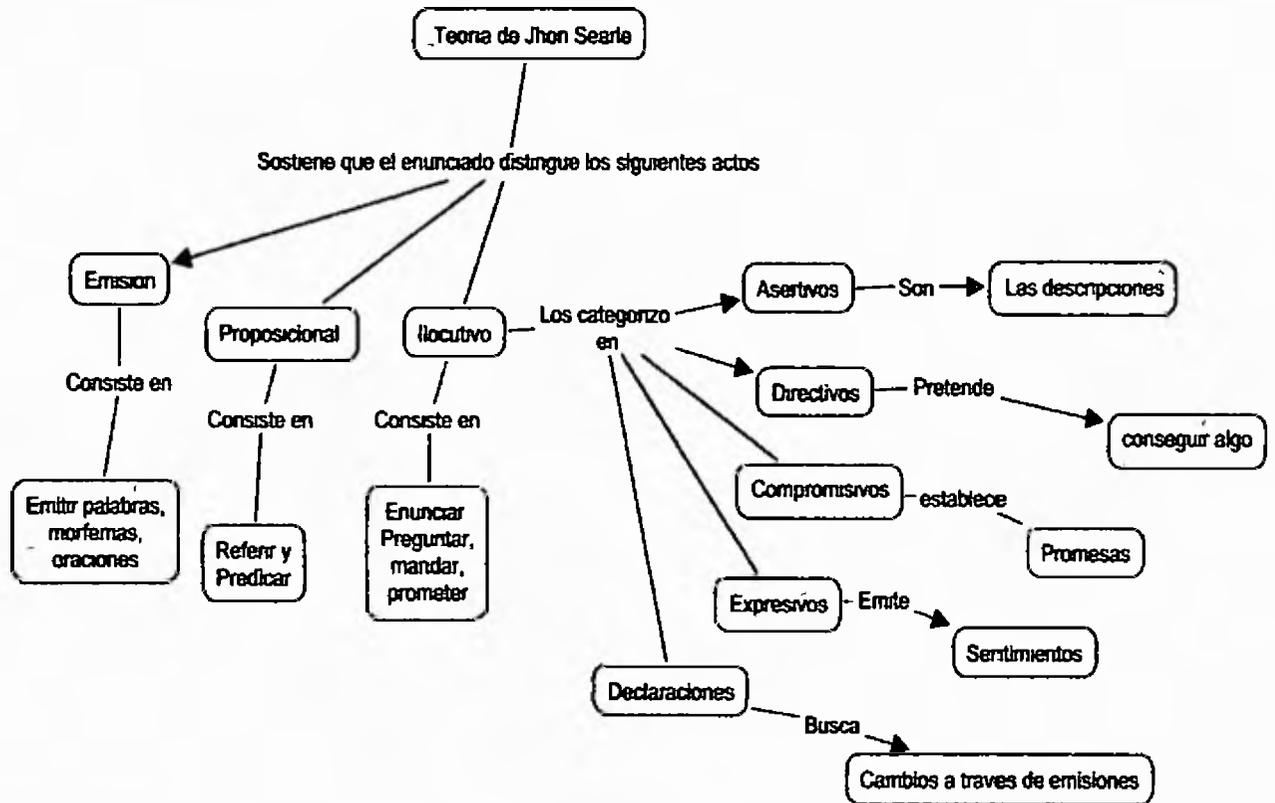 Teoria de Jhon Searle
Sostiene que el enunciado distingue los siguientes actos
Emision
Consiste en
Emitir palabras,
morfemas,
oraciones
Proposicional
Consiste en
Referir y
Predicar
Ilocutivo
Consiste en
Enunciar
Preguntar,
mandar,
prometer
Los categorizo
en
Asertivos
Son
Las descripciones
Directivos
Pretende
conseguir algo
Compromisivos
establece
Promesas
Expresivos
Emite
Sentimientos
Declaraciones
Busca
Cambios a traves de emisiones